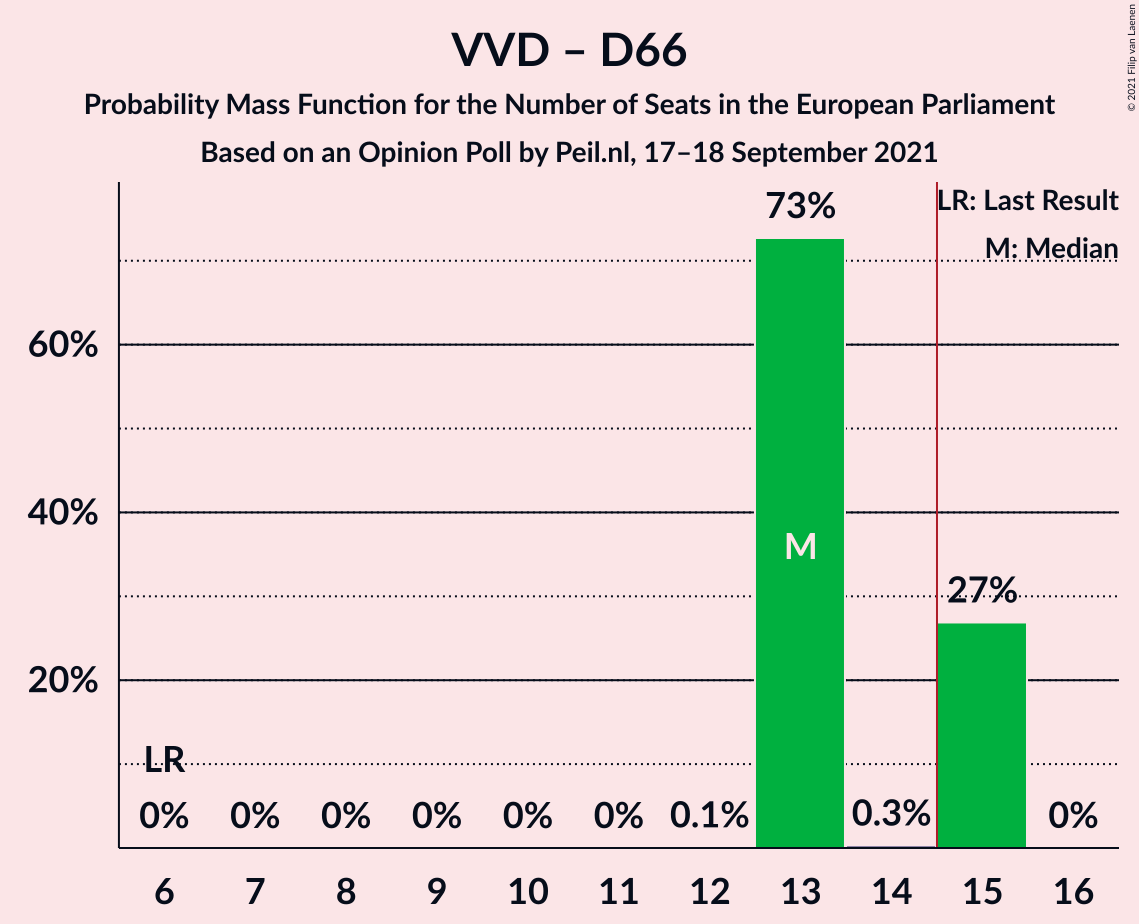 VVD – D66
Probability Mass Function for the Number of Seats in the European Parliament
Based on an Opinion Poll by Peil.nl, 17–18 September 2021
© 2021 Filip van Laenen
LR: Last Result
M: Median
73%
60%
40%
M
27%
20%
LR
0% 0% 0% 0% 0% 0% 0.1% 0.3% 0%
6 7 8 9 10 11 12 13 14 15 16